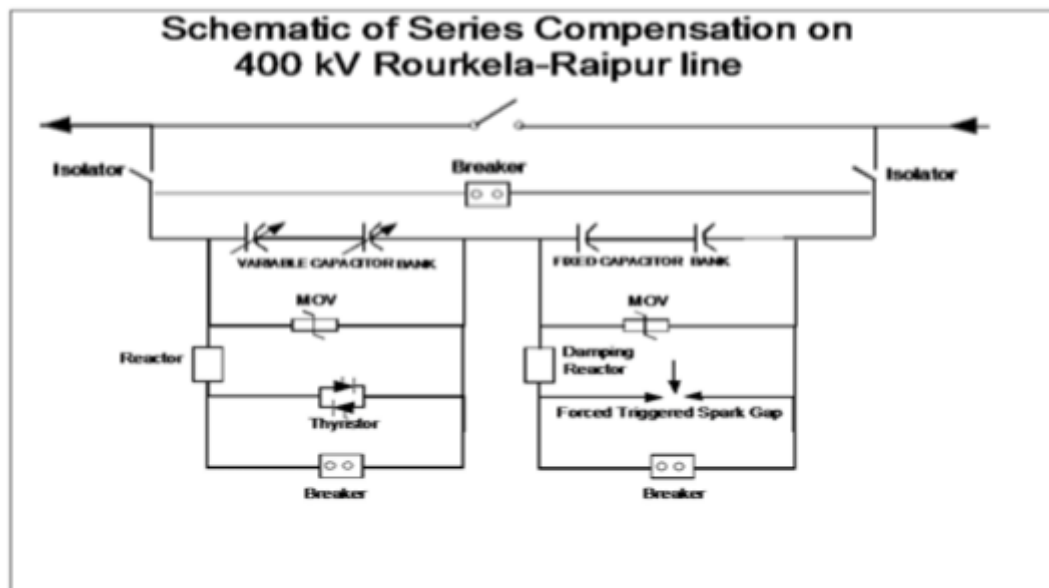 Schematic of Series Compensation on
400 kV Rourkela-Raipur line
Isolator
Breaker
Isolator
VARIABLE CAPACITOR BANK
FIXED CAPACITOR BANK
MOV
MOV
Reactor
Damping
Reactor
Thyristor
Forced Triggered Spark Gap
Breaker
Breaker